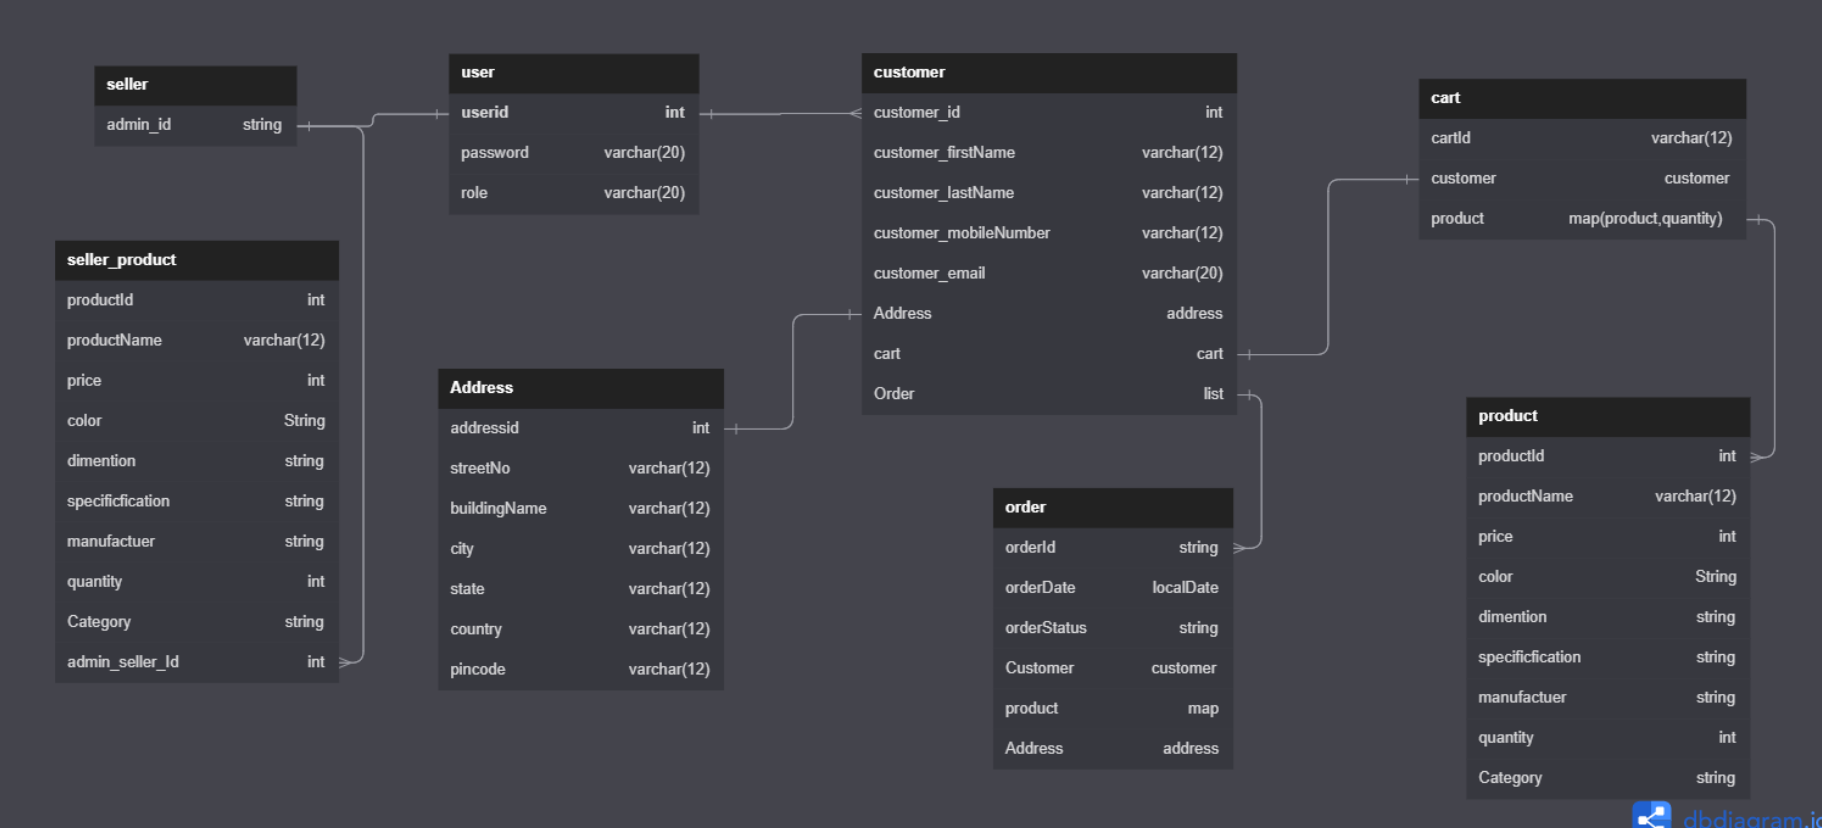 seller
admin_id string
user
userid int
password varchar(20)
role varchar(20)
customer
customer_id int
customer_firstName varchar(12)
customer_lastName varchar(12)
customer_mobileNumber varchar(12)
customer_email varchar(20)
Address address
cart cart
Order list
cart
cartId varchar(12)
customer customer
product map(product,quantity)
seller_product
productId int
productName varchar(12)
price int
color String
dimention string
specificfication string
manufactuer string
quantity int
Category string
admin_seller_Id int
Address
addressid int
streetNo varchar(12)
buildingName varchar(12)
city varchar(12)
state varchar(12)
country varchar(12)
pincode varchar(12)
order
orderId string
orderDate localDate
orderStatus string
Customer customer
product map
Address address
product
productId int
productName varchar(12)
price int
color String
dimention string
specificfication string
manufactuer string
quantity int
Category string
dbdiagram.io